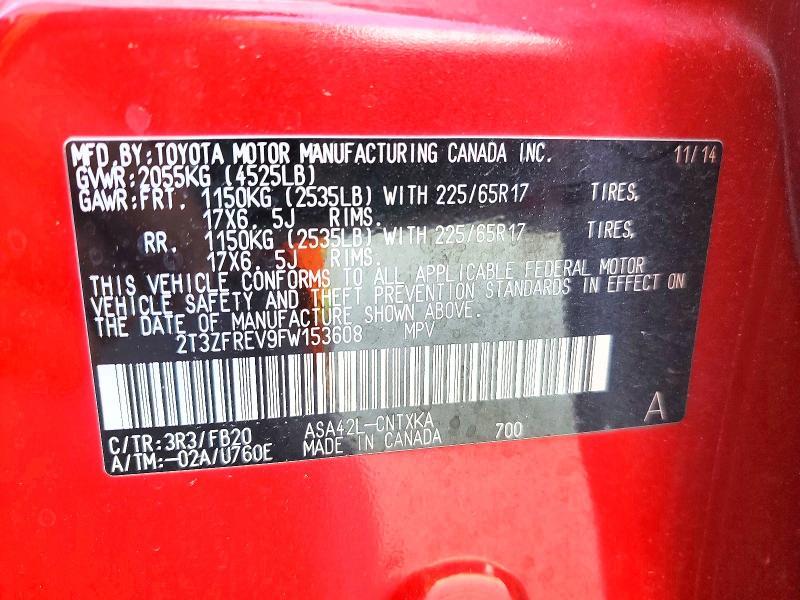 MFD. BY: TOYOTA MOTOR MANUFACTURING CANADA INC. 11/14
GVWR: 2055KG (4525LB)
GAWR: FRT. 1150KG (2535LB) WITH 225/65R17 TIRES,
17X6. 5J RIMS.
RR. 1150KG (2535LB) WITH 225/65R17 TIRES,
17X6. 5J RIMS.
THIS VEHICLE CONFORMS TO ALL APPLICABLE FEDERAL MOTOR
VEHICLE SAFETY AND THEFT PREVENTION STANDARDS IN EFFECT ON
THE DATE OF MANUFACTURE SHOWN ABOVE.
2T3ZFREV9FW153608 MPV
C/TR: 3R3/FB20 ASA42L-CNTXKA 700 A
A/TM: -02A/U760E MADE IN CANADA